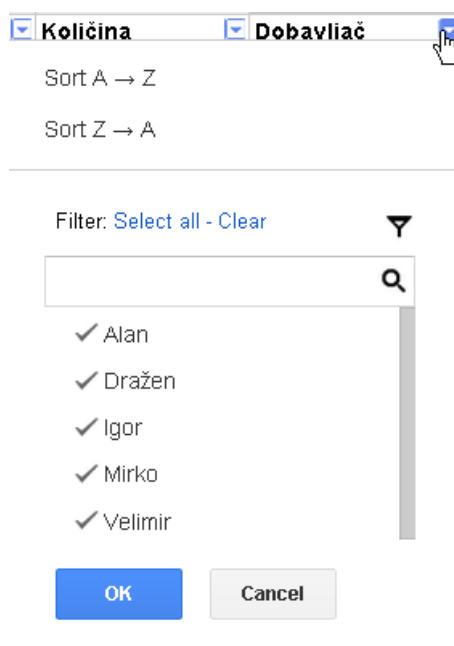 Količina Dobavljač
Sort A → Z
Sort Z → A
Filter: Select all - Clear
Alan
Dražen
Igor
Mirko
Velimir
OK Cancel